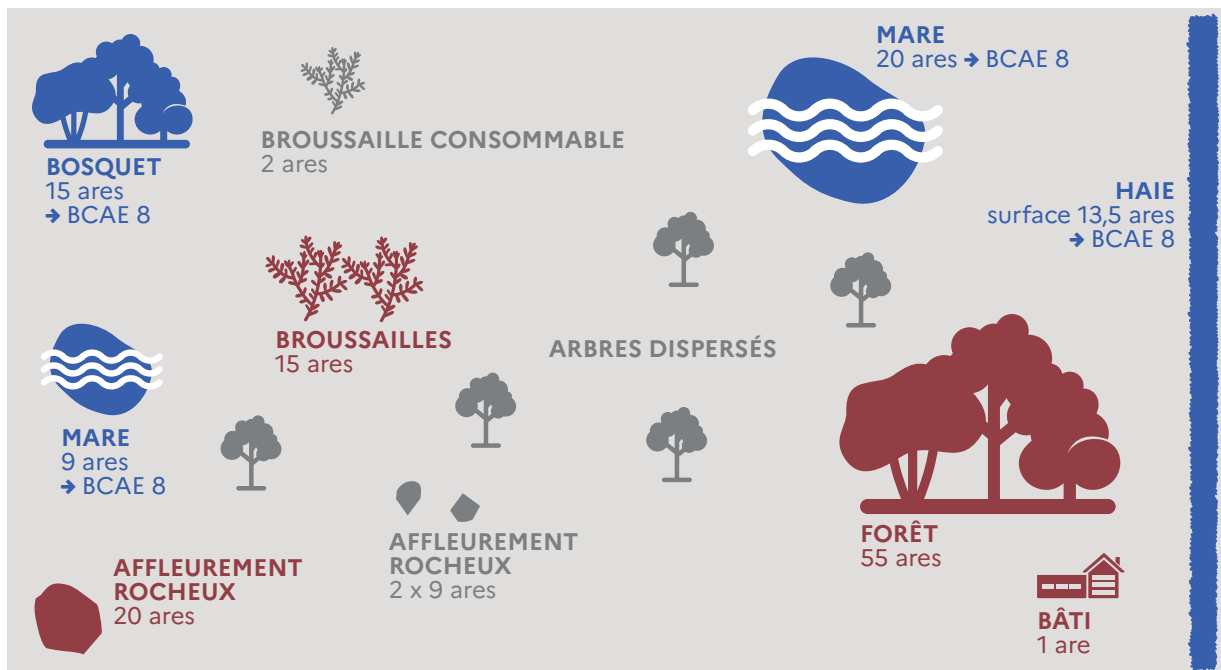 MARE
20 ares → BCAE 8
BROUSSAILLE CONSOMMABLE
2 ares
BOSQUET
15 ares
→ BCAE 8
HAIE
surface 13,5 ares
→ BCAE 8
BROUSSAILLES
15 ares
ARBRES DISPERSÉS
MARE
9 ares
→ BCAE 8
AFFLEUREMENT
ROCHEUX
2 x 9 ares
FORÊT
55 ares
AFFLEUREMENT
ROCHEUX
20 ares
BÂTI
1 are